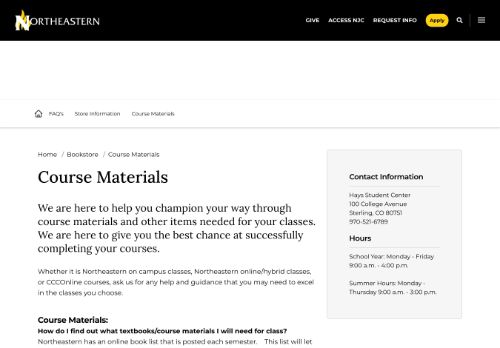 NORTHEASTERN
GIVE ACCESS NJC REQUEST INFO Apply
FAQ's Store Information Course Materials
Home / Bookstore / Course Materials
Course Materials
We are here to help you champion your way through
course materials and other items needed for your classes.
We are here to give you the best chance at successfully
completing your courses.
Whether it is Northeastern on campus classes, Northeastern online/hybrid classes,
or CCCOnline courses, ask us for any help and guidance that you may need to excel
in the classes you choose.
Course Materials:
How do I find out what textbooks/course materials I will need for class?
Northeastern has an online book list that is posted each semester. This list will let
Contact Information
Hays Student Center
100 College Avenue
Sterling, CO 80751
970-521-6789
Hours
School Year: Monday - Friday
9:00 a.m. - 4:00 p.m.
Summer Hours: Monday -
Thursday 9:00 a.m. - 3:00 p.m.